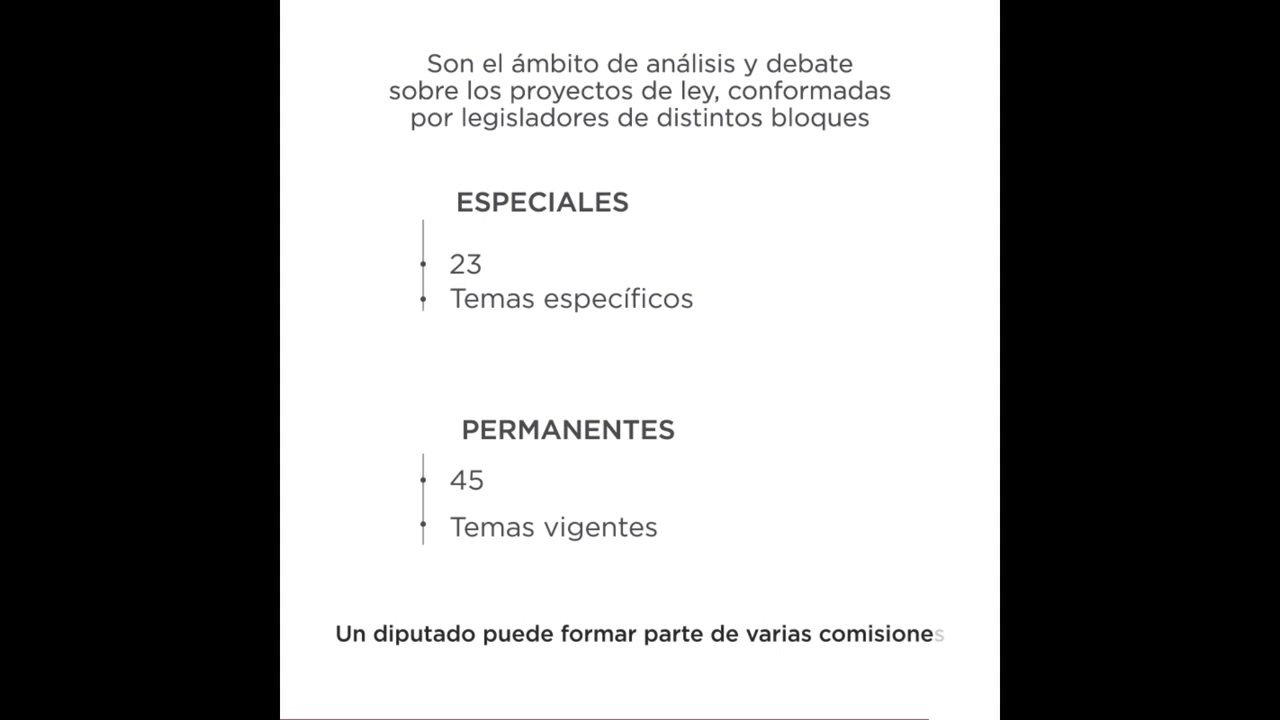 Son el ámbito de análisis y debate
sobre los proyectos de ley, conformadas
por legisladores de distintos bloques
ESPECIALES
23
Temas específicos
PERMANENTES
45
Temas vigentes
Un diputado puede formar parte de varias comisiones